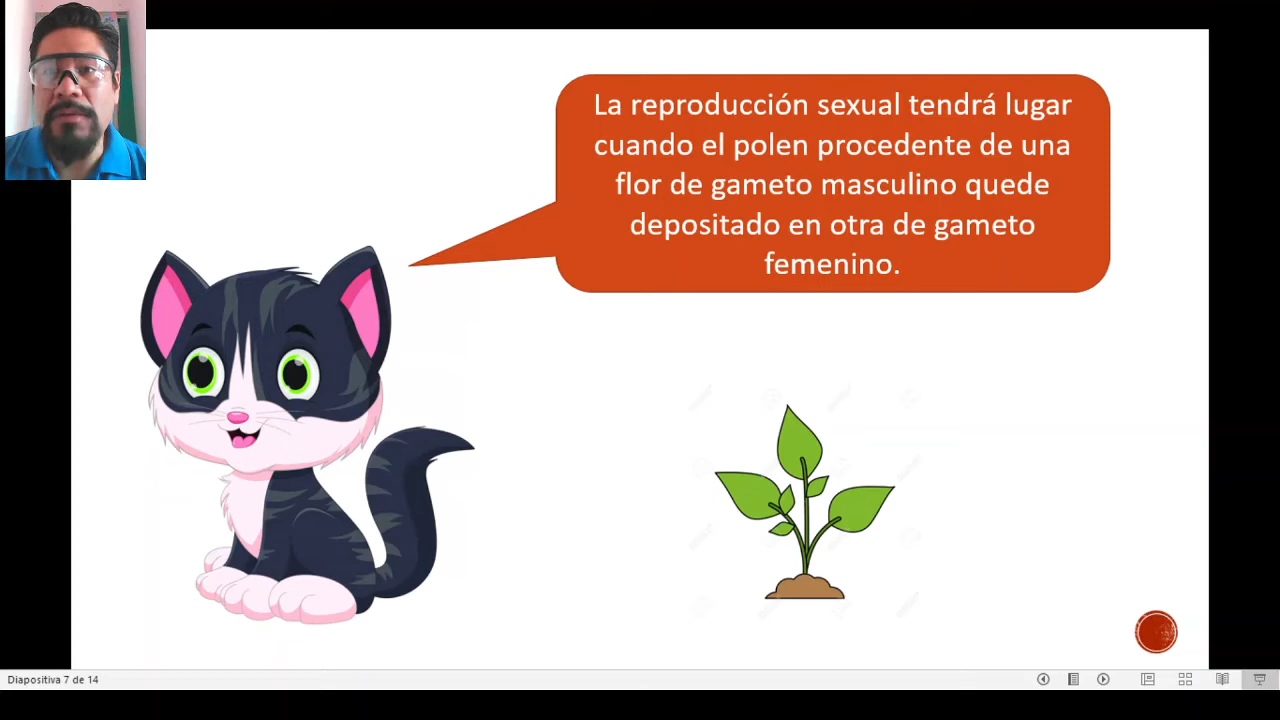 La reproducción sexual tendrá lugar
cuando el polen procedente de una
flor de gameto masculino quede
depositado en otra de gameto
femenino.
Diapositiva 7 de 14